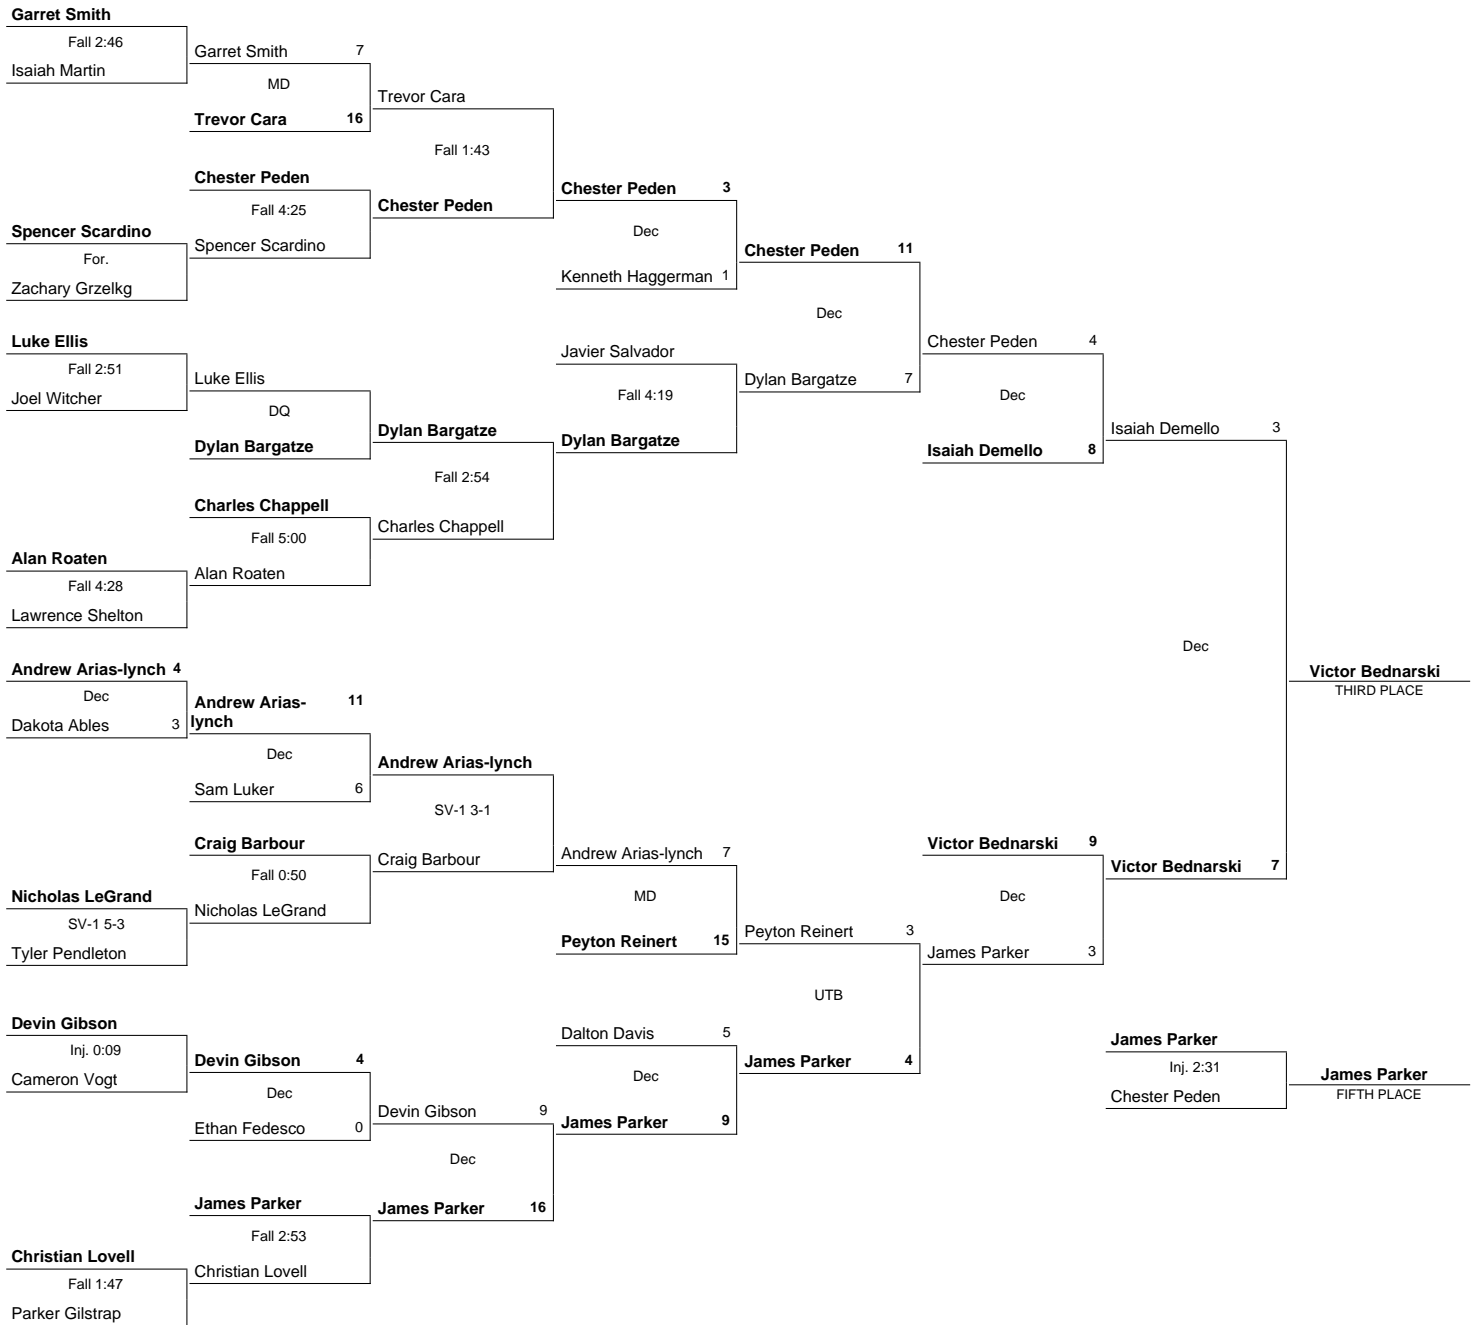 Garret Smith
Fall 2:46
Isaiah Martin
Garret Smith 7
MD
Trevor Cara 16
Trevor Cara
Fall 1:43
Chester Peden
Fall 4:25
Spencer Scardino
Chester Peden
Spencer Scardino
For.
Zachary Grzelkg
Chester Peden 3
Dec
Kenneth Haggerman 1
Chester Peden 11
Dec
Dylan Bargatze 7
Luke Ellis
Fall 2:51
Joel Witcher
Luke Ellis
DQ
Dylan Bargatze
Dylan Bargatze
Fall 2:54
Charles Chappell
Javier Salvador
Fall 4:19
Dylan Bargatze
Charles Chappell
Fall 5:00
Alan Roaten
Alan Roaten
Fall 4:28
Lawrence Shelton
Chester Peden 4
Dec
Isaiah Demello 8
Isaiah Demello 3
Dec
Victor Bednarski
THIRD PLACE
Andrew Arias-lynch 4
Dec
Dakota Ables 3
Andrew Arias-
lynch 11
Dec
Sam Luker 6
Andrew Arias-lynch
SV-1 3-1
Craig Barbour
Craig Barbour
Fall 0:50
Nicholas LeGrand
Nicholas LeGrand
SV-1 5-3
Tyler Pendleton
Andrew Arias-lynch 7
MD
Peyton Reinert 15
Peyton Reinert 3
UTB
James Parker 4
Victor Bednarski 9
Dec
James Parker 3
Victor Bednarski 7
Devin Gibson
Inj. 0:09
Cameron Vogt
Devin Gibson 4
Dec
Ethan Fedesco 0
Devin Gibson 9
Dec
James Parker 16
Dalton Davis 5
Dec
James Parker 9
James Parker
Fall 2:53
Christian Lovell
Christian Lovell
Fall 1:47
Parker Gilstrap
James Parker
Inj. 2:31
Chester Peden
James Parker
FIFTH PLACE